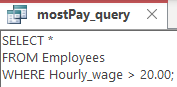 mostPay_query
SELECT *
FROM Employees
WHERE Hourly_wage > 20.00;